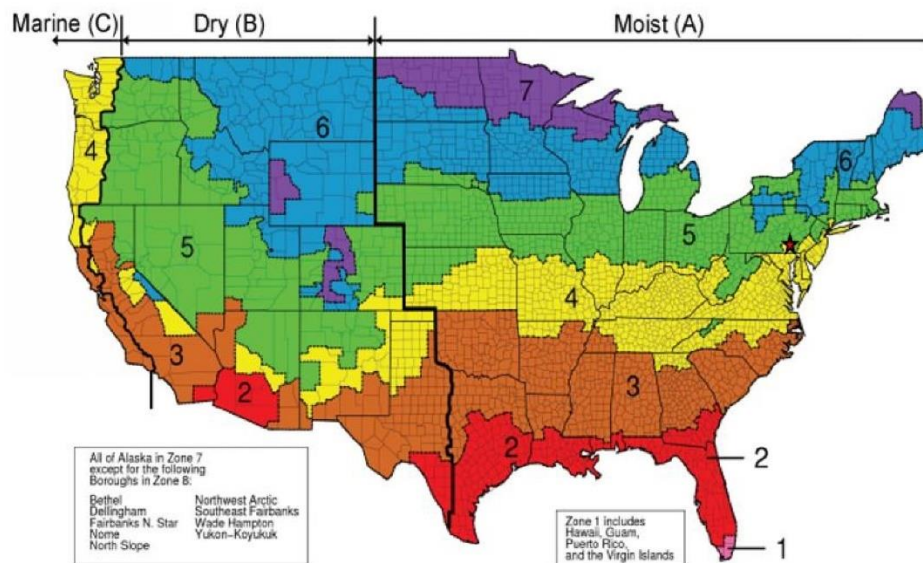 Marine (C) Dry (B) Moist (A)
7
6
6
4
5
5
4
3
3
2
2
2
1
All of Alaska in Zone 7
except for the following
Boroughs in Zone 8:
Bethel Northwest Arctic
Dellingham Southeast Fairbanks
Fairbanks N. Star Wade Hampton
Nome Yukon-Koyukuk
North Slope
Zone 1 includes
Hawaii, Guam,
Puerto Rico,
and the Virgin Islands